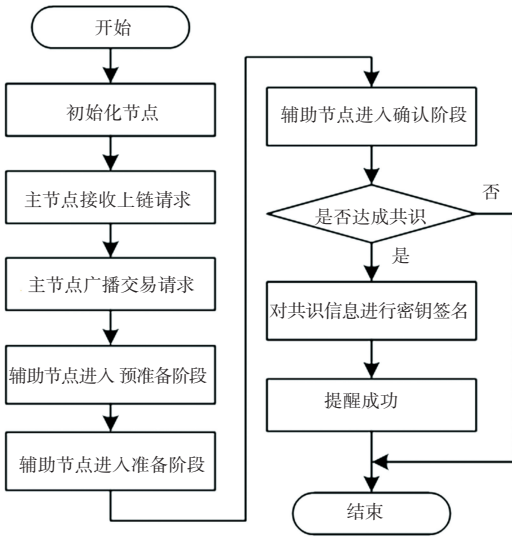 开始
初始化节点
主节点接收上链请求
主节点广播交易请求
辅助节点进入 预准备阶段
辅助节点进入准备阶段
辅助节点进入确认阶段
是否达成共识
否
是
对共识信息进行密钥签名
提醒成功
结束